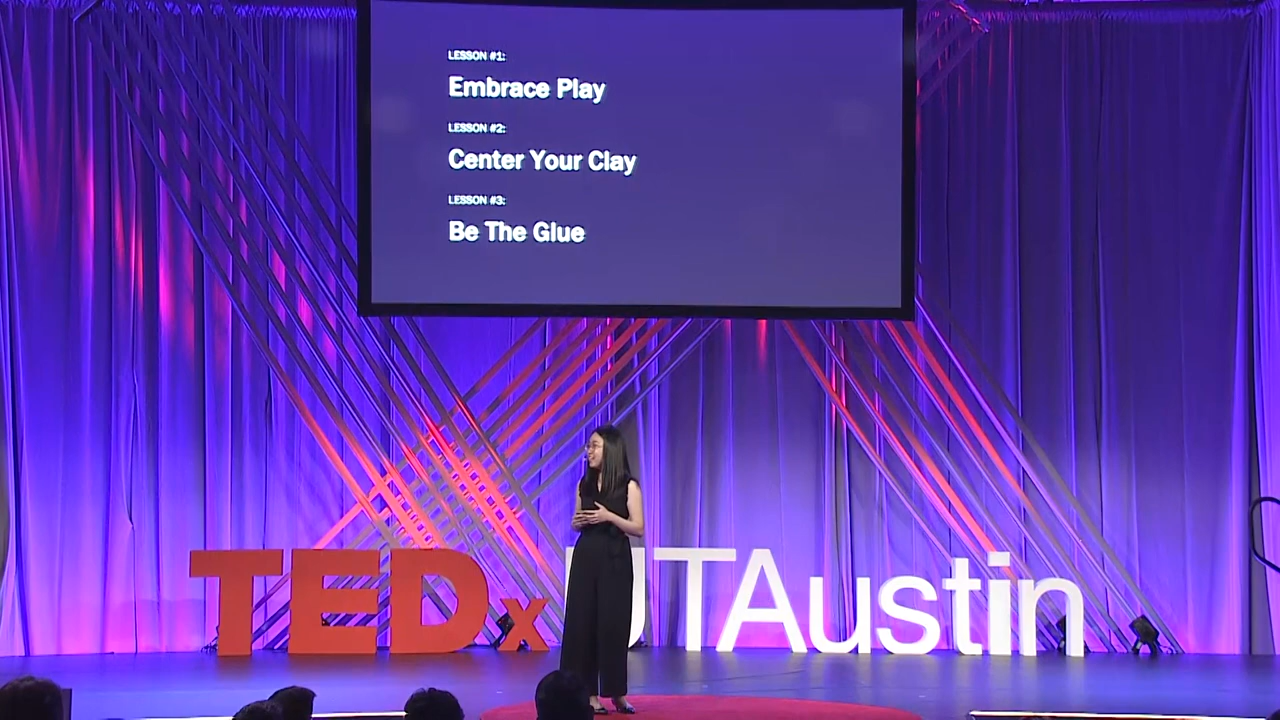 LESSON #1:
Embrace Play
LESSON #2:
Center Your Clay
LESSON #3:
Be The Glue
TEDx UTAustin